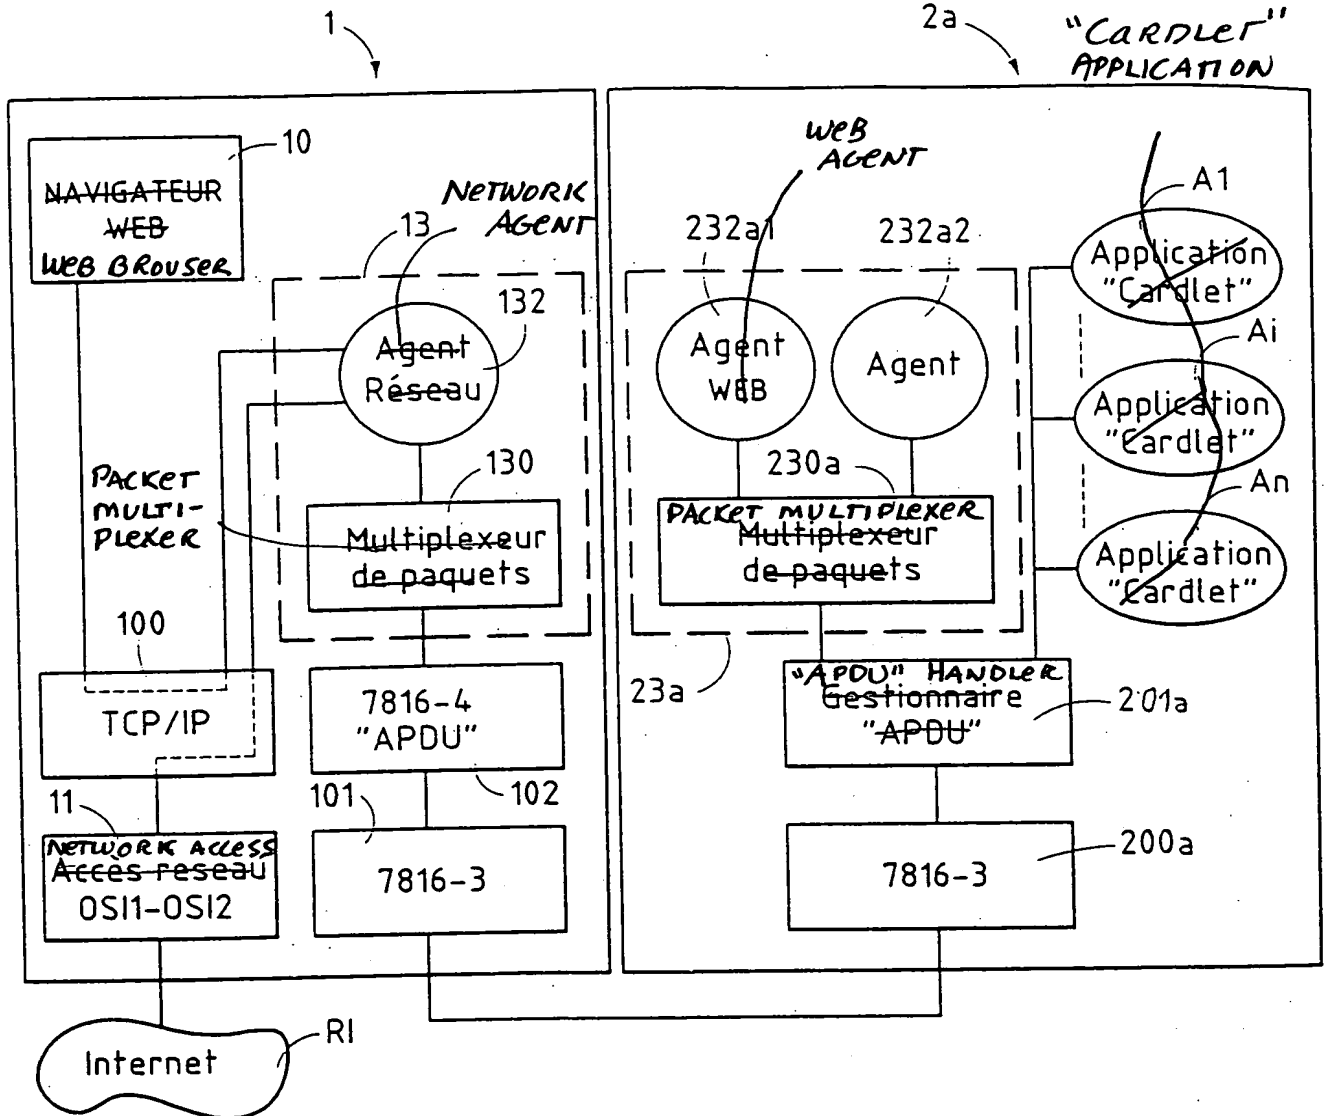 1
2a
"CARDLET"
APPLICATION
10
NAVIGATEUR
WEB
WEB BROUSER
13
NETWORK
AGENT
132
Agent
Réseau
PACKET
MULTI-
PLEXER
130
Multiplexeur
de paquets
100
TCP/IP
7816-4
"APDU"
102
101
7816-3
11
NETWORK ACCESS
Accès reseau
OSI1-OSI2
Internet
RI
WEB
AGENT
232a1
232a2
Agent
WEB
Agent
230a
PACKET MULTIPLEXER
Multiplexeur
de paquets
23a
A1
Application
"Cardlet"
Ai
Application
"Cardlet"
An
Application
"Cardlet"
"APDU" HANDLER
Gestionnaire
"APDU"
201a
7816-3
200a